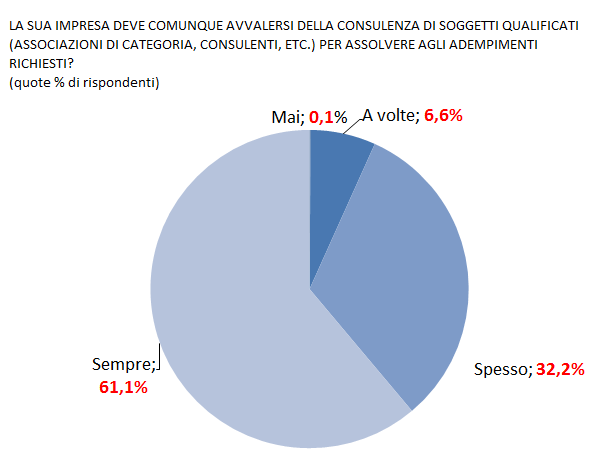 LA SUA IMPRESA DEVE COMUNQUE AVVALERSI DELLA CONSULENZA DI SOGGETTI QUALIFICATI
(ASSOCIAZIONI DI CATEGORIA, CONSULENTI, ETC.) PER ASSOLVERE AGLI ADEMPIMENTI
RICHIESTI?
(quote % di rispondenti)
Mai; 0,1%
A volte; 6,6%
Spesso; 32,2%
Sempre;
61,1%